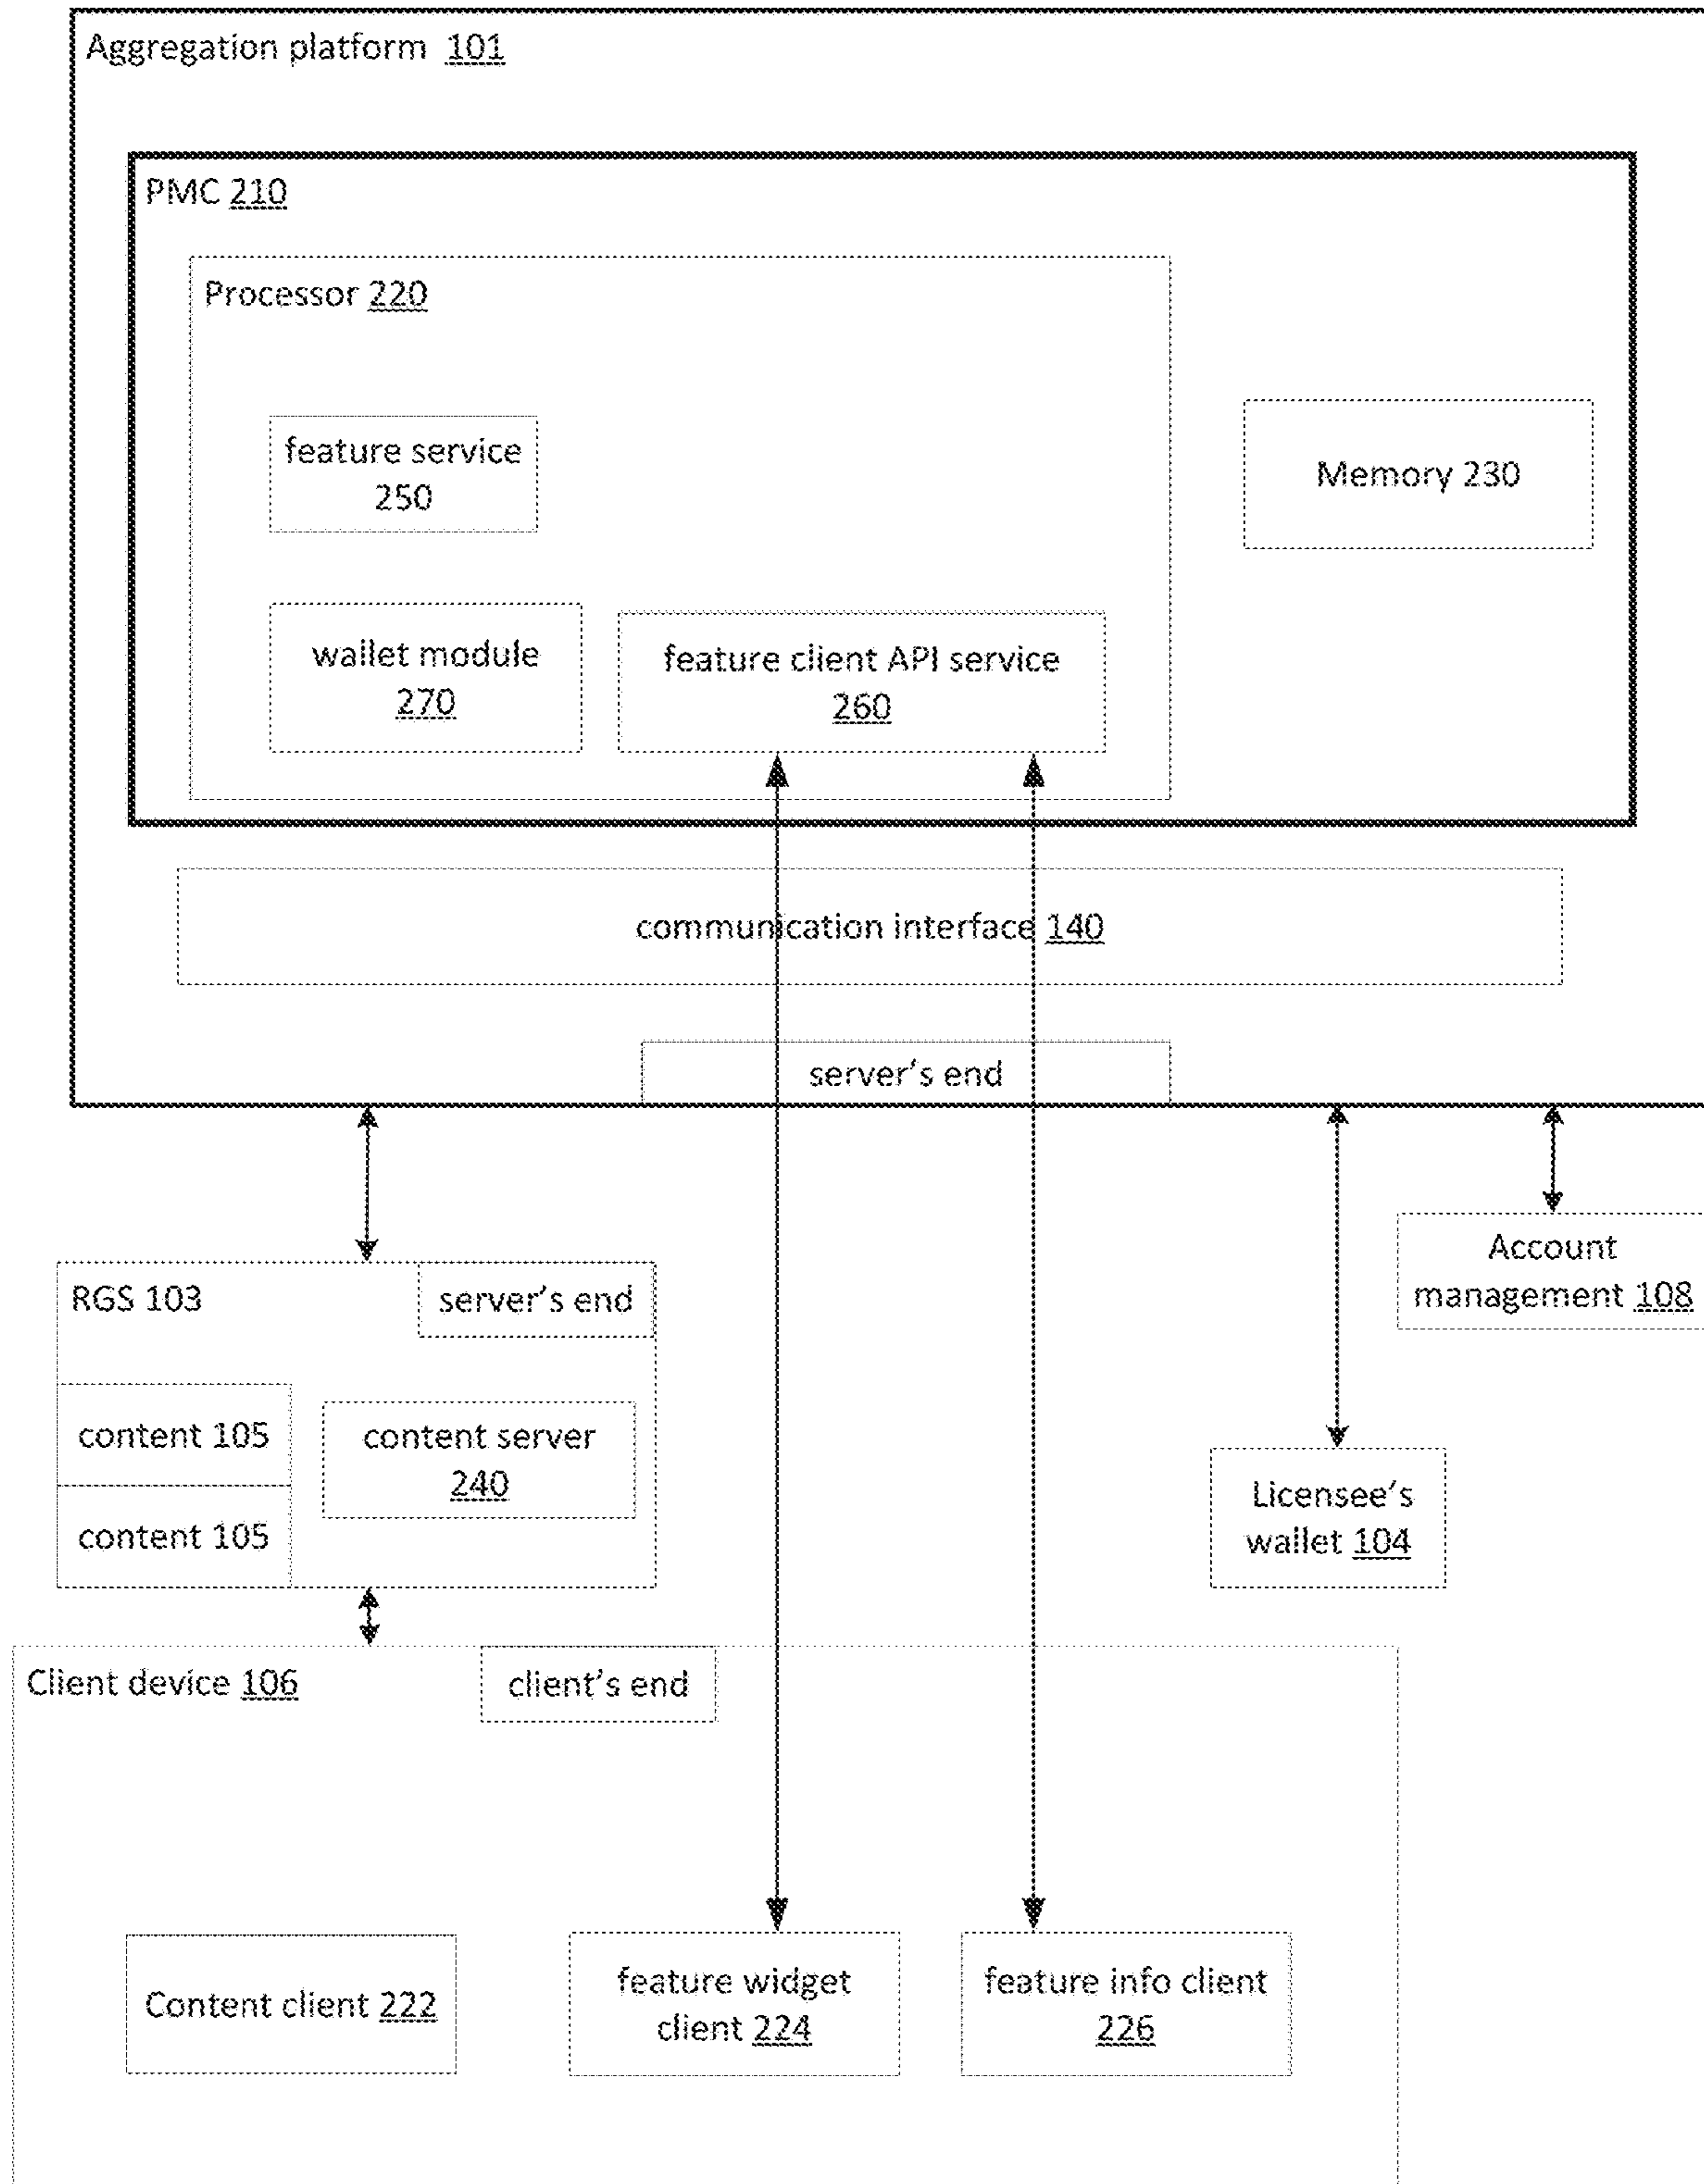 Aggregation platform 101
PMC 210
Processor 220
feature service
250
Memory 230
wallet module
270
feature client API service
260
communication interface 140
server's end
Account
management 108
RGS 103
server's end
content 105
content server
240
content 105
Licensee's
wallet 104
Client device 106
client's end
Content client 222
feature widget
client 224
feature info client
226